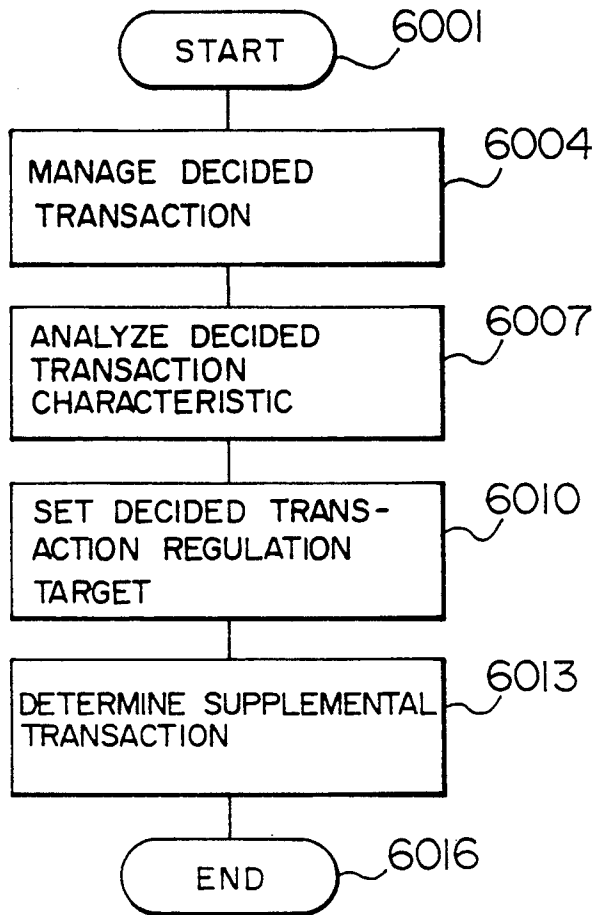 START
6001
MANAGE DECIDED
TRANSACTION
6004
ANALYZE DECIDED
TRANSACTION
CHARACTERISTIC
6007
SET DECIDED TRANS-
ACTION REGULATION
TARGET
6010
DETERMINE SUPPLEMENTAL
TRANSACTION
6013
END
6016